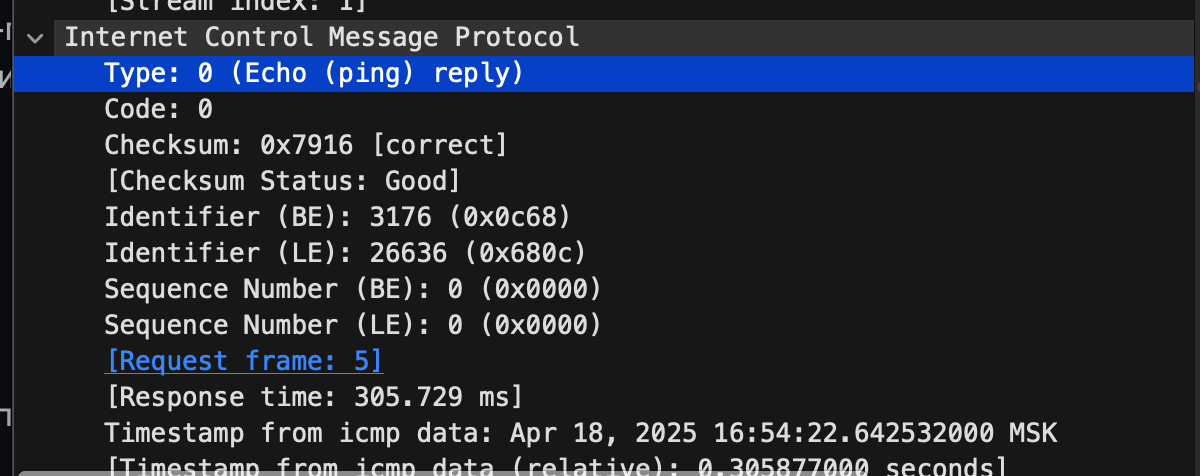 [Stream index: 1]
Internet Control Message Protocol
Type: 0 (Echo (ping) reply)
Code: 0
Checksum: 0x7916 [correct]
[Checksum Status: Good]
Identifier (BE): 3176 (0x0c68)
Identifier (LE): 26636 (0x680c)
Sequence Number (BE): 0 (0x0000)
Sequence Number (LE): 0 (0x0000)
[Request frame: 5]
[Response time: 305.729 ms]
Timestamp from icmp data: Apr 18, 2025 16:54:22.642532000 MSK
[Timestamp from icmp data (relative): 0.305877000 seconds]